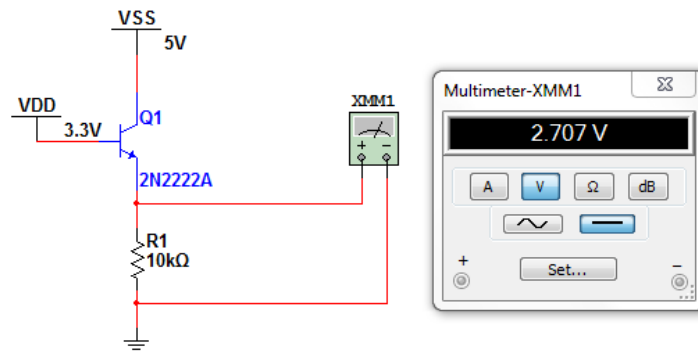 VSS
5V
VDD
3.3V
Q1
2N2222A
R1
10kΩ
XMM1
+ −
Multimeter-XMM1
2.707 V
A V Ω dB
+ Set... −